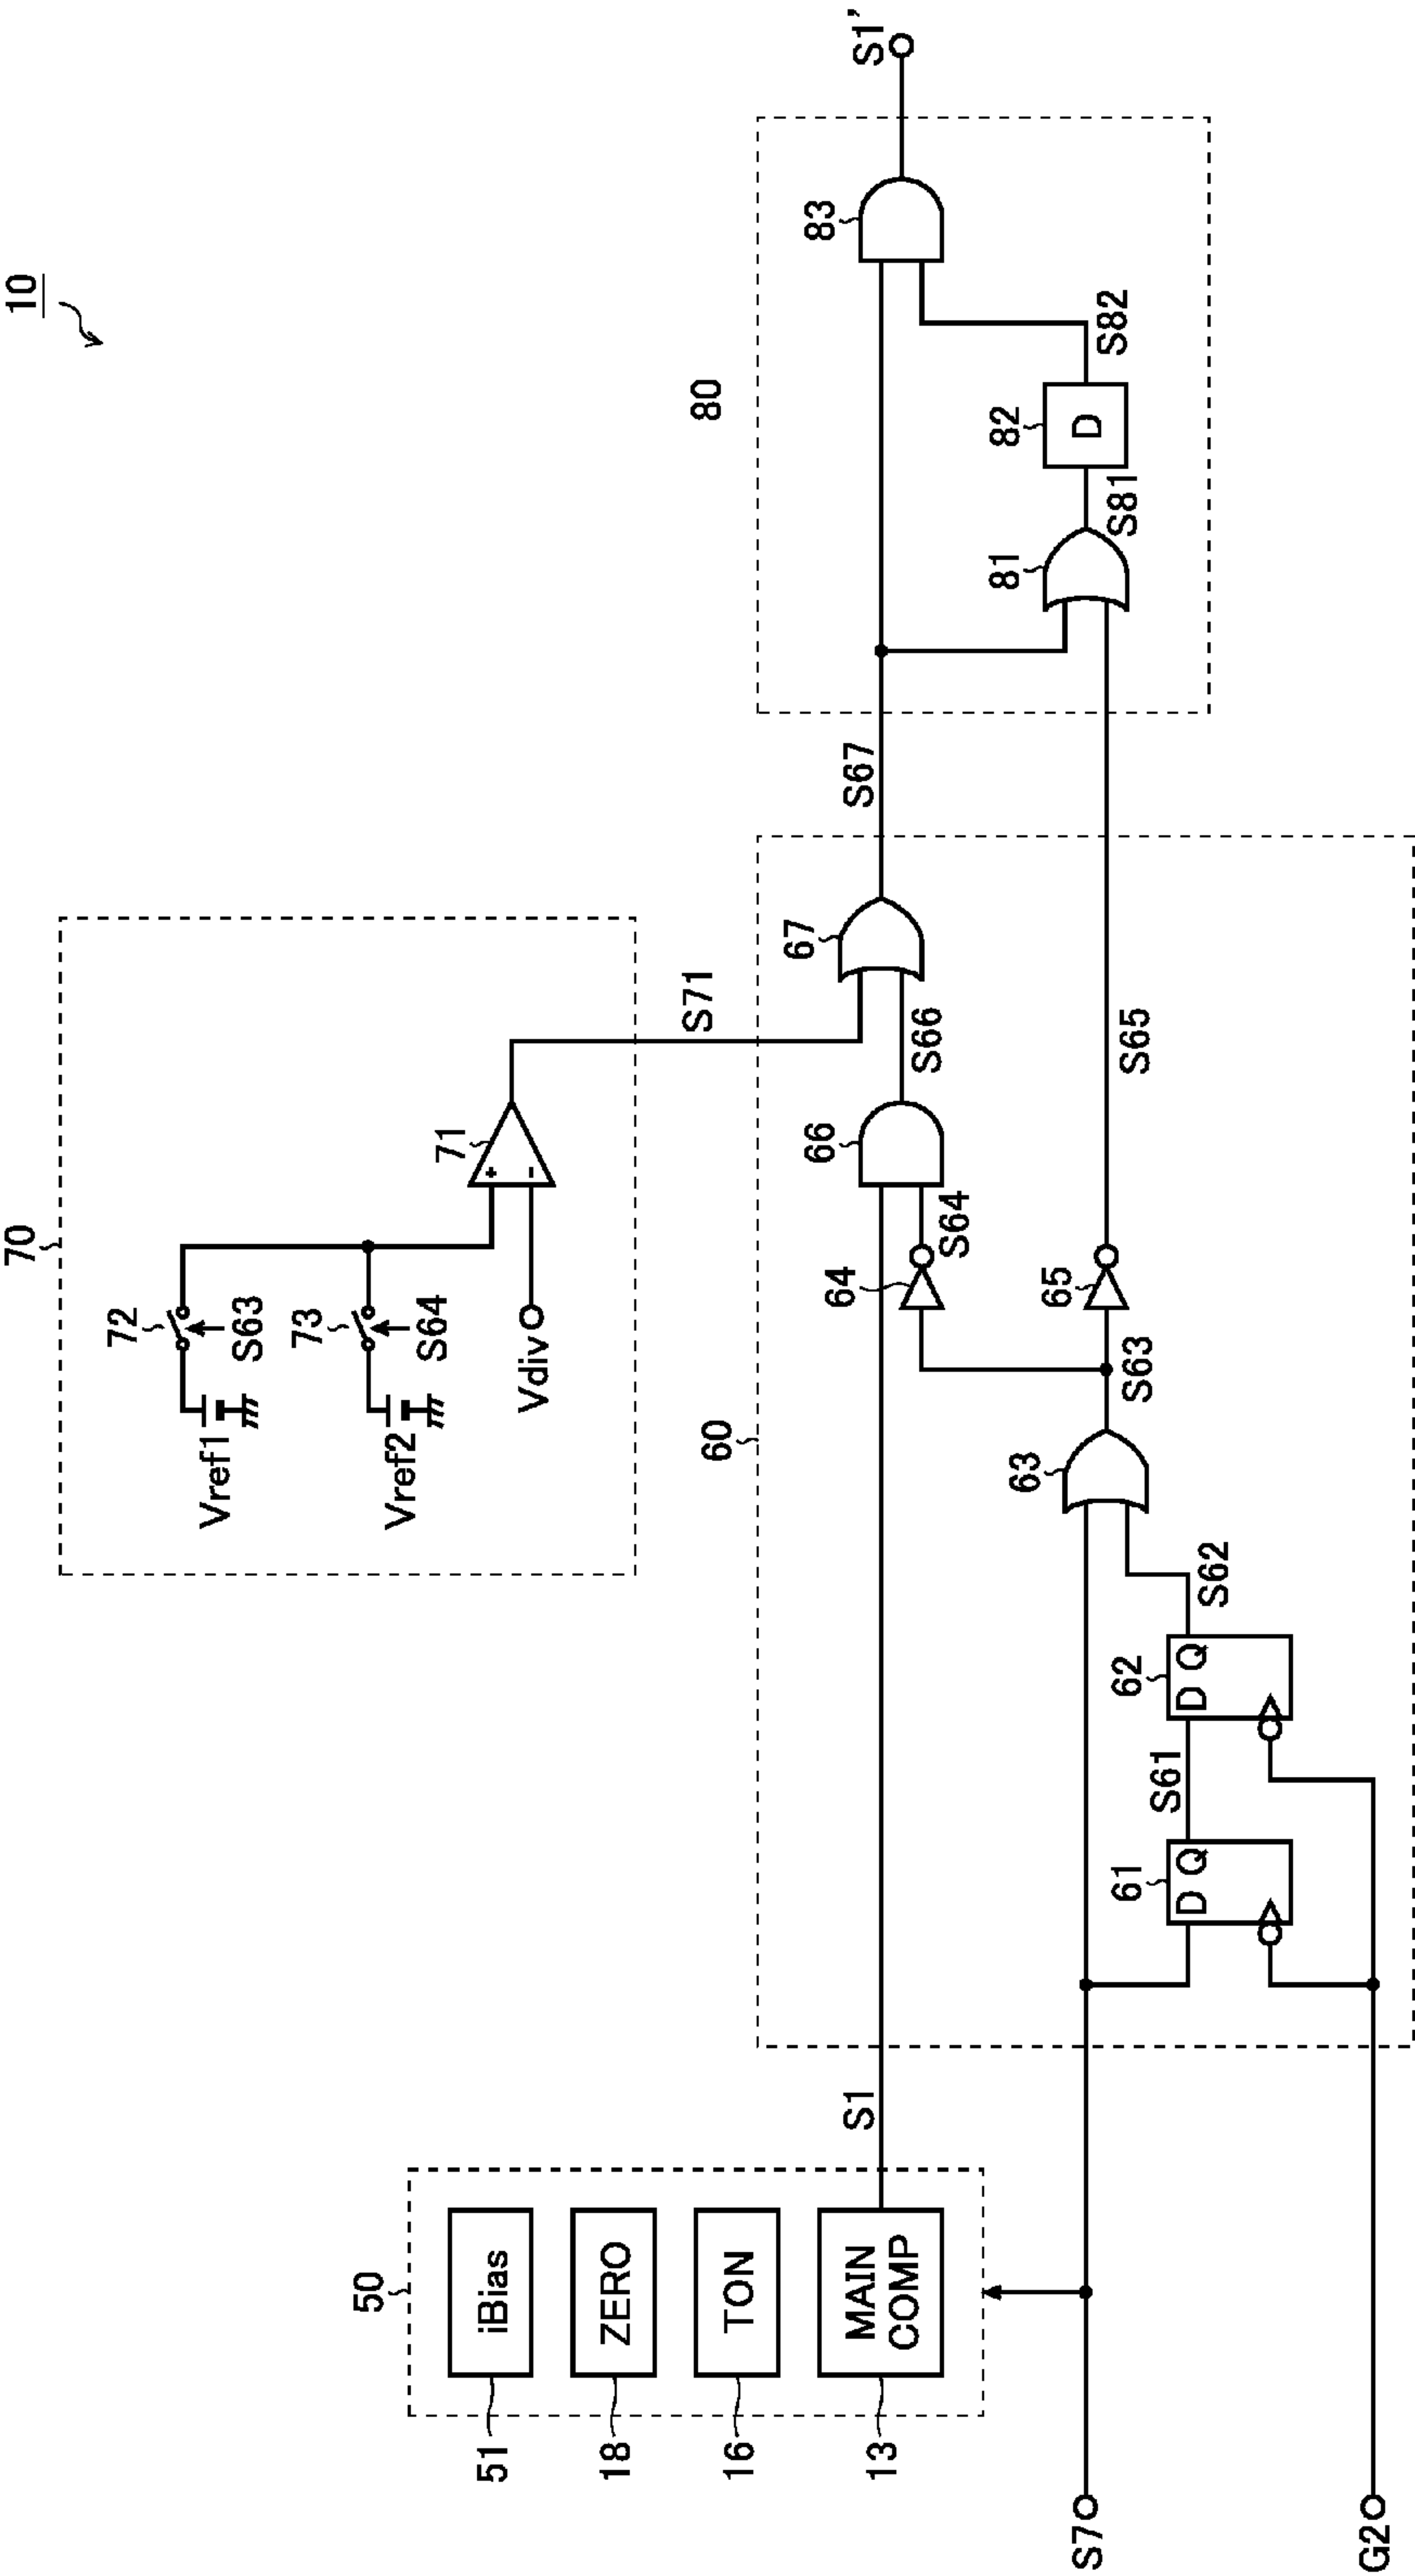 10
70
72
S63
Vref1
73
S64
Vref2
71
+
-
Vdiv
S71
50
51
iBias
18
ZERO
16
TON
13
MAIN
COMP
S1
60
61
D Q
S61
62
D Q
S62
63
S63
64
S64
65
S65
66
S66
67
S67
80
81
S81
82
D
S82
83
S1'
S7
G2